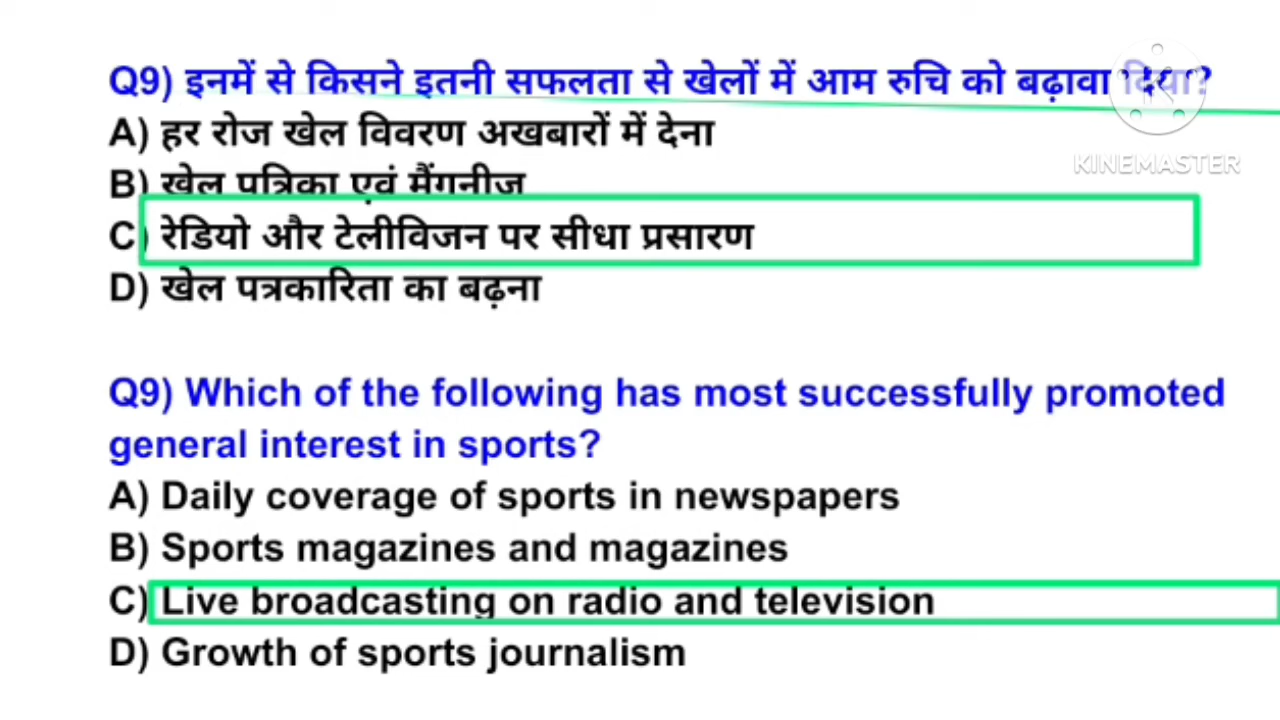 Q9) इनमें से किसने इतनी सफलता से खेलों में आम रुचि को बढ़ावा दिया?
KINEMASTER
A) हर रोज खेल विवरण अखबारों में देना
B) खेल पत्रिका एवं मैंगनीज
C) रेडियो और टेलीविजन पर सीधा प्रसारण
D) खेल पत्रकारिता का बढ़ना
Q9) Which of the following has most successfully promoted
general interest in sports?
A) Daily coverage of sports in newspapers
B) Sports magazines and magazines
C) Live broadcasting on radio and television
D) Growth of sports journalism